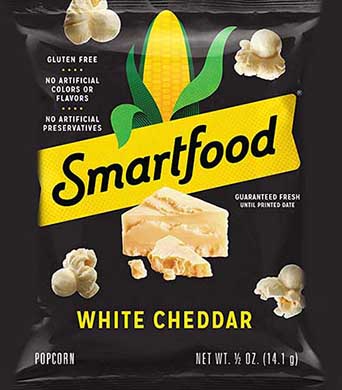 GLUTEN FREE
NO ARTIFICIAL
COLORS OR
FLAVORS
NO ARTIFICIAL
PRESERVATIVES
Smartfood®
GUARANTEED FRESH
UNTIL PRINTED DATE
WHITE CHEDDAR
POPCORN
NET WT. ½ OZ. (14.1 g)